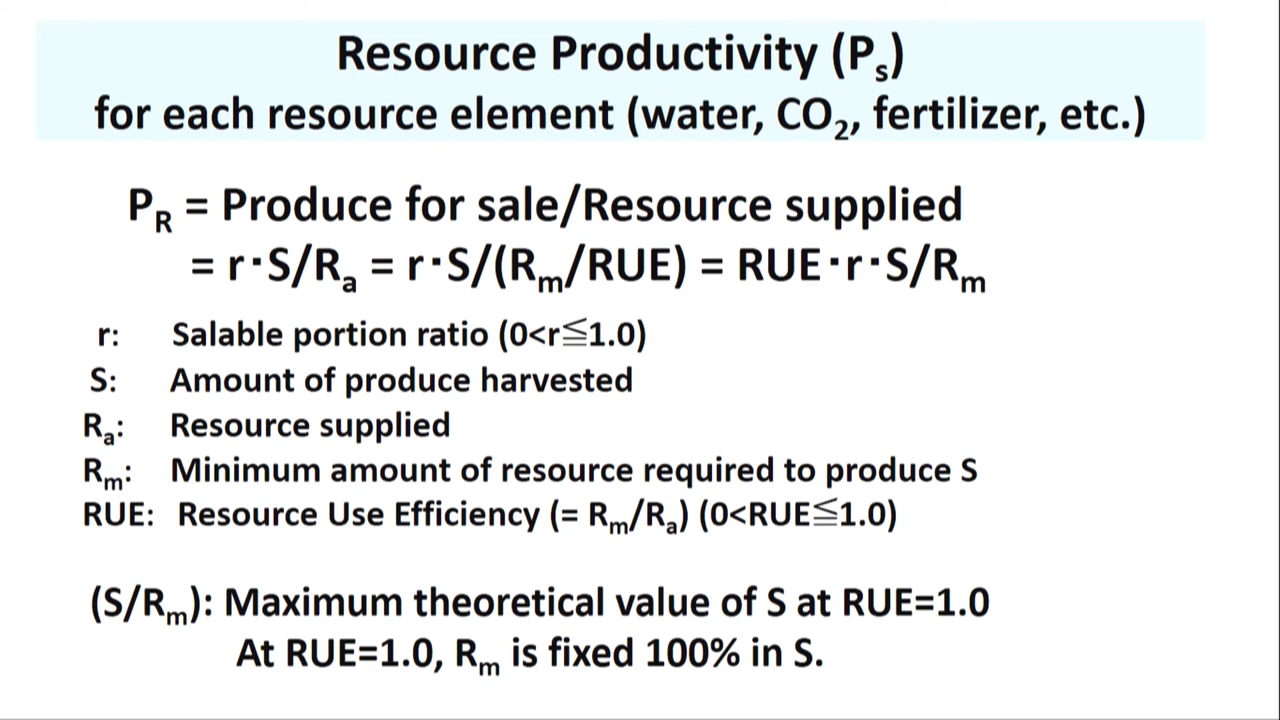 Resource Productivity (Ps)
for each resource element (water, CO2, fertilizer, etc.)
PR = Produce for sale/Resource supplied
= r・S/Ra = r・S/(Rm/RUE) = RUE・r・S/Rm
r: Salable portion ratio (0<r≦1.0)
S: Amount of produce harvested
Ra: Resource supplied
Rm: Minimum amount of resource required to produce S
RUE: Resource Use Efficiency (= Rm/Ra) (0<RUE≦1.0)
(S/Rm): Maximum theoretical value of S at RUE=1.0
At RUE=1.0, Rm is fixed 100% in S.